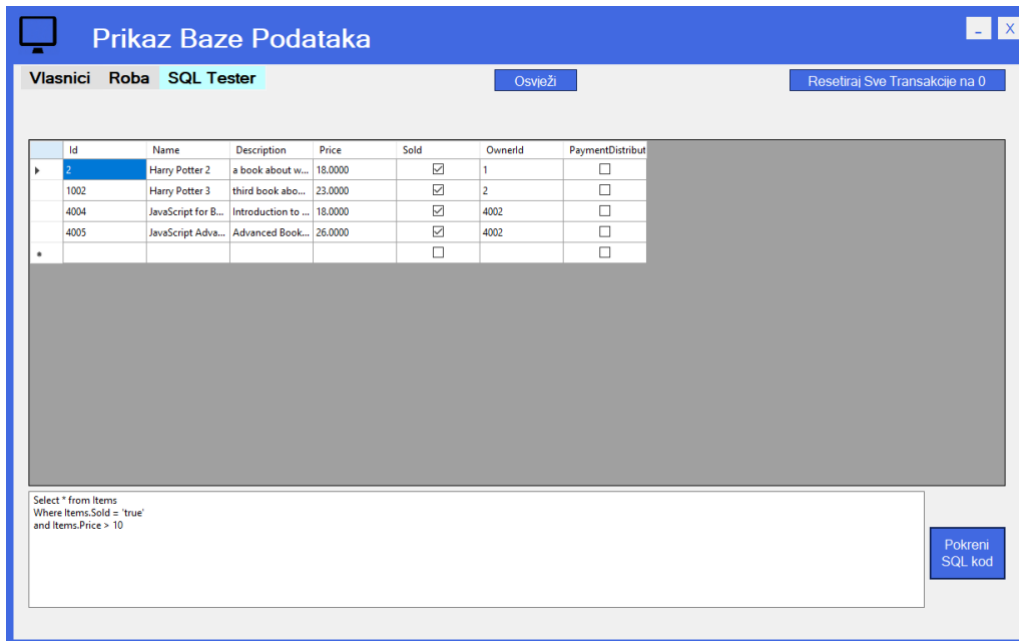 Prikaz Baze Podataka
_ X
Vlasnici Roba SQL Tester Osvježi Resetiraj Sve Transakcije na 0
Id Name Description Price Sold OwnerId PaymentDistribut
2 Harry Potter 2 a book about w... 18.0000 1
1002 Harry Potter 3 third book abo... 23.0000 2
4004 JavaScript for B... Introduction to ... 18.0000 4002
4005 JavaScript Adva... Advanced Book... 26.0000 4002
Select * from Items
Where Items.Sold = 'true'
and Items.Price > 10
Pokreni
SQL kod